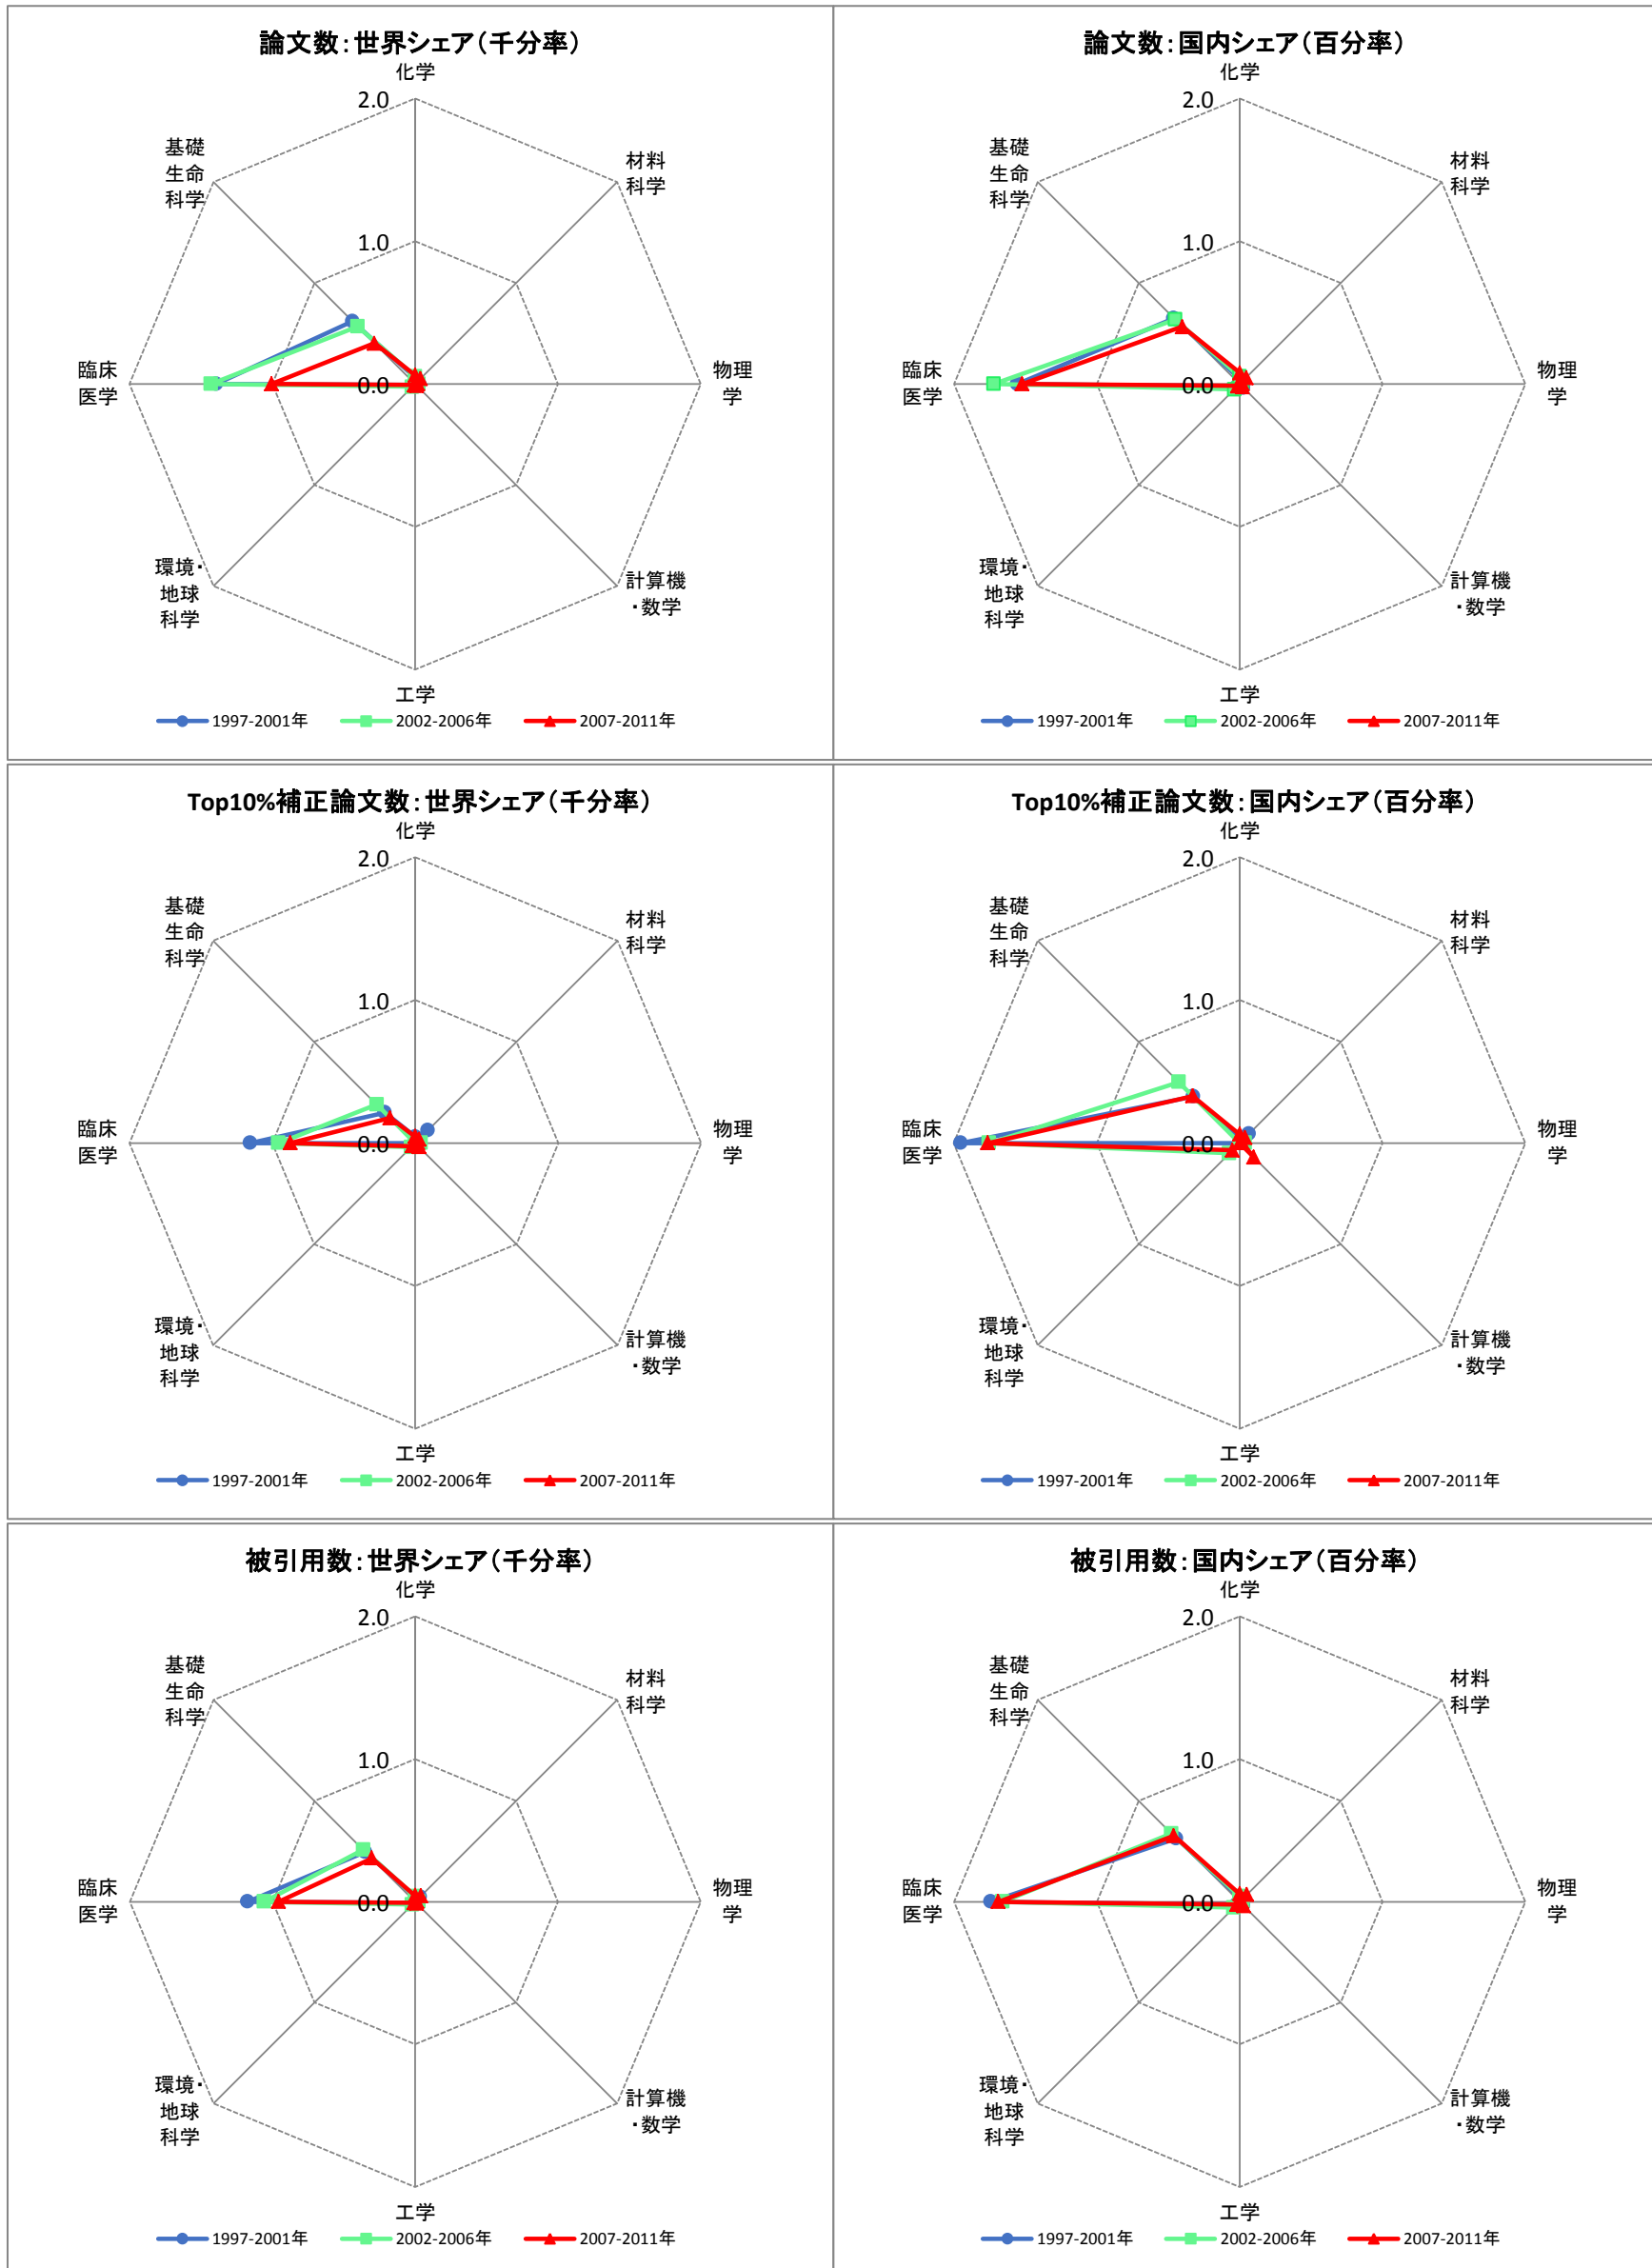 論文数：世界シェア（千分率）
化学
2.0
基礎
生命
科学
材料
科学
1.0
臨床
医学
0.0
物理
学
環境・
地球
科学
計算機
・数学
工学
1997-2001年 2002-2006年 2007-2011年
論文数：国内シェア（百分率）
化学
2.0
基礎
生命
科学
材料
科学
1.0
臨床
医学
0.0
物理
学
環境・
地球
科学
計算機
・数学
工学
1997-2001年 2002-2006年 2007-2011年
Top10%補正論文数：世界シェア（千分率）
化学
2.0
基礎
生命
科学
材料
科学
1.0
臨床
医学
0.0
物理
学
環境・
地球
科学
計算機
・数学
工学
1997-2001年 2002-2006年 2007-2011年
Top10%補正論文数：国内シェア（百分率）
化学
2.0
基礎
生命
科学
材料
科学
1.0
臨床
医学
0.0
物理
学
環境・
地球
科学
計算機
・数学
工学
1997-2001年 2002-2006年 2007-2011年
被引用数：世界シェア（千分率）
化学
2.0
基礎
生命
科学
材料
科学
1.0
臨床
医学
0.0
物理
学
環境・
地球
科学
計算機
・数学
工学
1997-2001年 2002-2006年 2007-2011年
被引用数：国内シェア（百分率）
化学
2.0
基礎
生命
科学
材料
科学
1.0
臨床
医学
0.0
物理
学
環境・
地球
科学
計算機
・数学
工学
1997-2001年 2002-2006年 2007-2011年